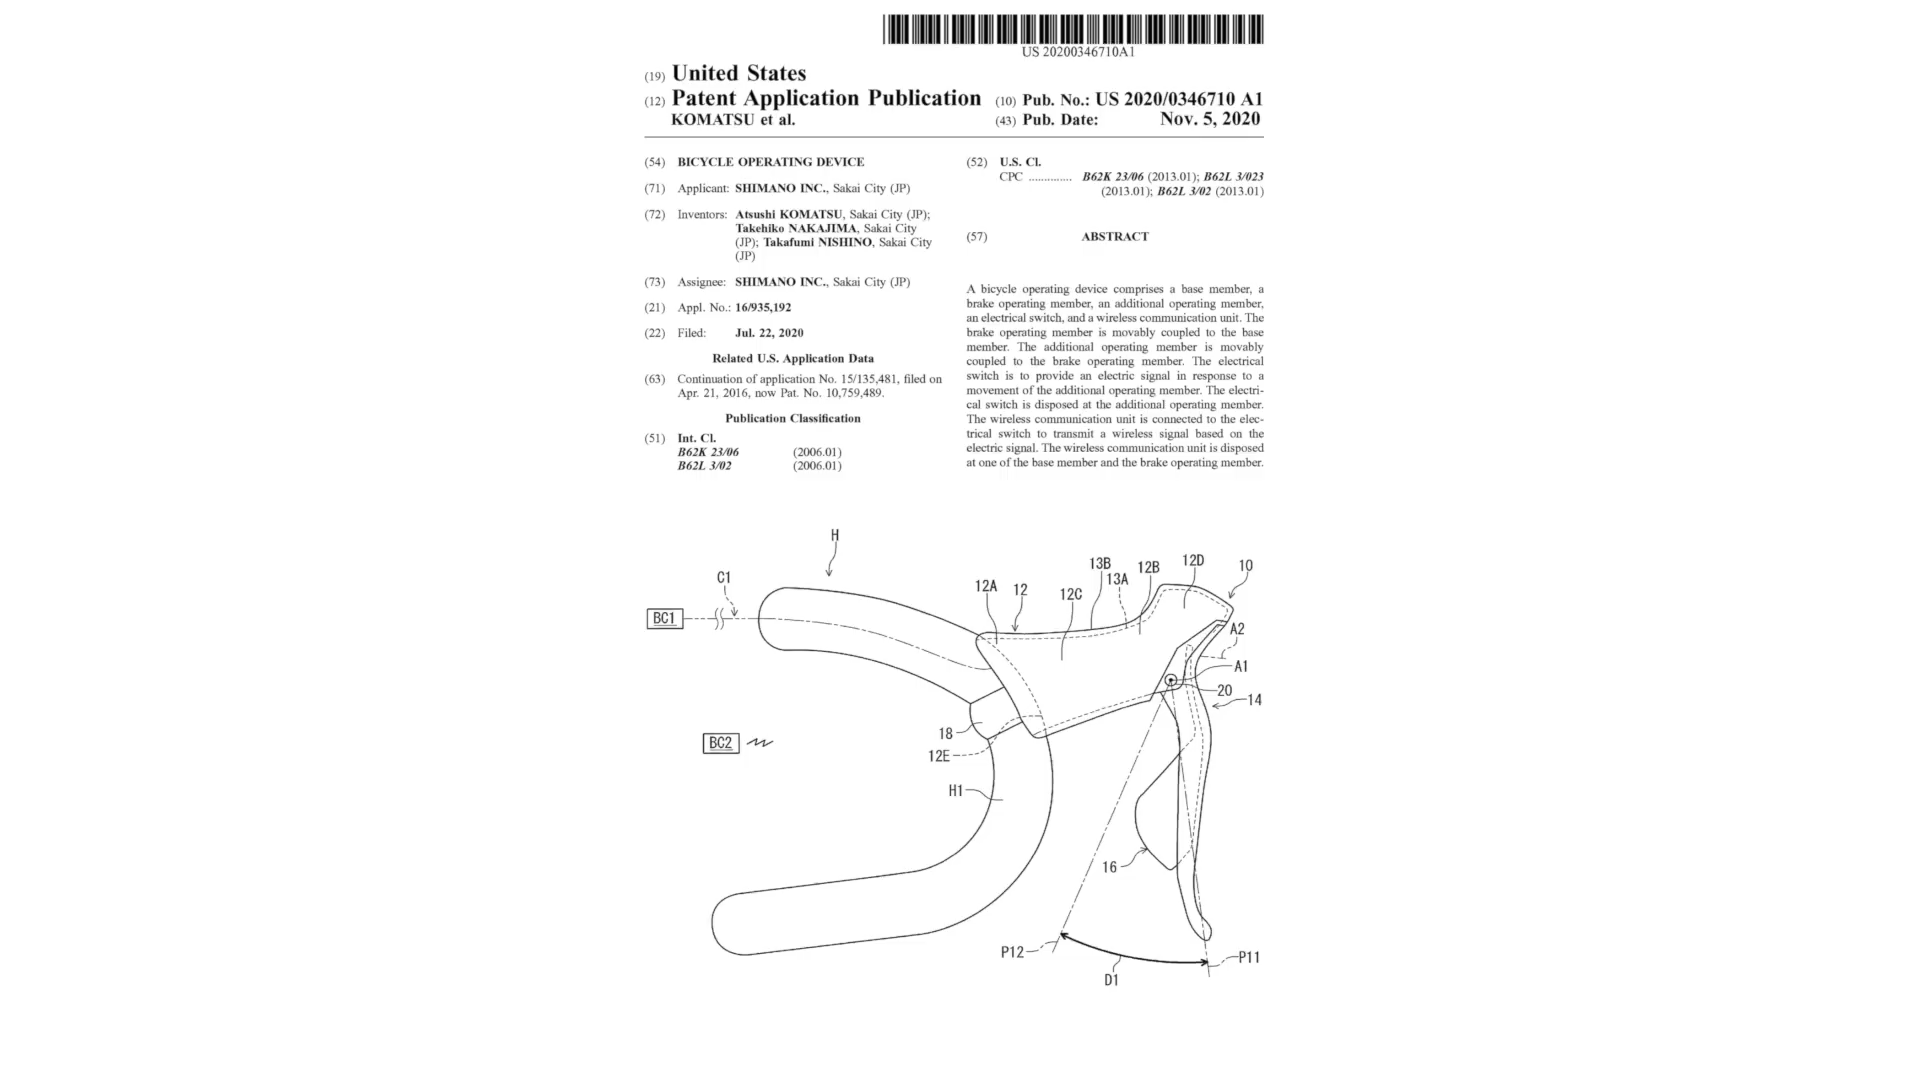 US 20200346710A1
(19) United States
(12) Patent Application Publication
KOMATSU et al.
(10) Pub. No.: US 2020/0346710 A1
(43) Pub. Date: Nov. 5, 2020
(54) BICYCLE OPERATING DEVICE
(71) Applicant: SHIMANO INC., Sakai City (JP)
(72) Inventors: Atsushi KOMATSU, Sakai City (JP);
Takehiko NAKAJIMA, Sakai City
(JP); Takafumi NISHINO, Sakai City
(JP)
(73) Assignee: SHIMANO INC., Sakai City (JP)
(21) Appl. No.: 16/935,192
(22) Filed: Jul. 22, 2020
Related U.S. Application Data
(63) Continuation of application No. 15/135,481, filed on
Apr. 21, 2016, now Pat. No. 10,759,489.
Publication Classification
(51) Int. Cl.
B62K 23/06 (2006.01)
B62L 3/02 (2006.01)
(52) U.S. Cl.
CPC .............. B62K 23/06 (2013.01); B62L 3/023
(2013.01); B62L 3/02 (2013.01)
(57) ABSTRACT
A bicycle operating device comprises a base member, a
brake operating member, an additional operating member,
an electrical switch, and a wireless communication unit. The
brake operating member is movably coupled to the base
member. The additional operating member is movably
coupled to the brake operating member. The electrical
switch is to provide an electric signal in response to a
movement of the additional operating member. The electri-
cal switch is disposed at the additional operating member.
The wireless communication unit is connected to the elec-
trical switch to transmit a wireless signal based on the
electric signal. The wireless communication unit is disposed
at one of the base member and the brake operating member.
H
C1
BC1
12A
12
12C
13B
13A
12B
12D
10
A2
A1
20
14
18
12E
BC2
H1
16
P12
D1
P11